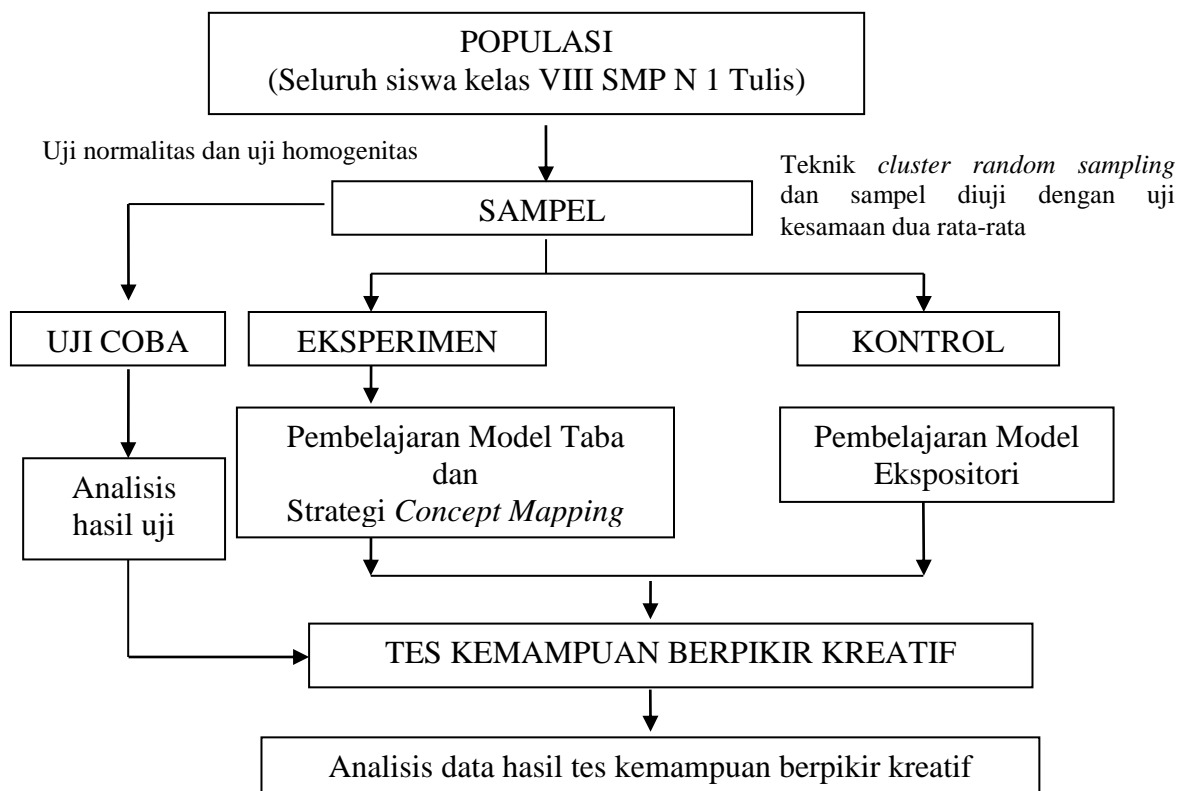 POPULASI
(Seluruh siswa kelas VIII SMP N 1 Tulis)
Uji normalitas dan uji homogenitas
Teknik cluster random sampling
dan sampel diuji dengan uji
kesamaan dua rata-rata
SAMPEL
UJI COBA
EKSPERIMEN
KONTROL
Pembelajaran Model Taba
dan
Strategi Concept Mapping
Pembelajaran Model
Ekspositori
Analisis
hasil uji
TES KEMAMPUAN BERPIKIR KREATIF
Analisis data hasil tes kemampuan berpikir kreatif